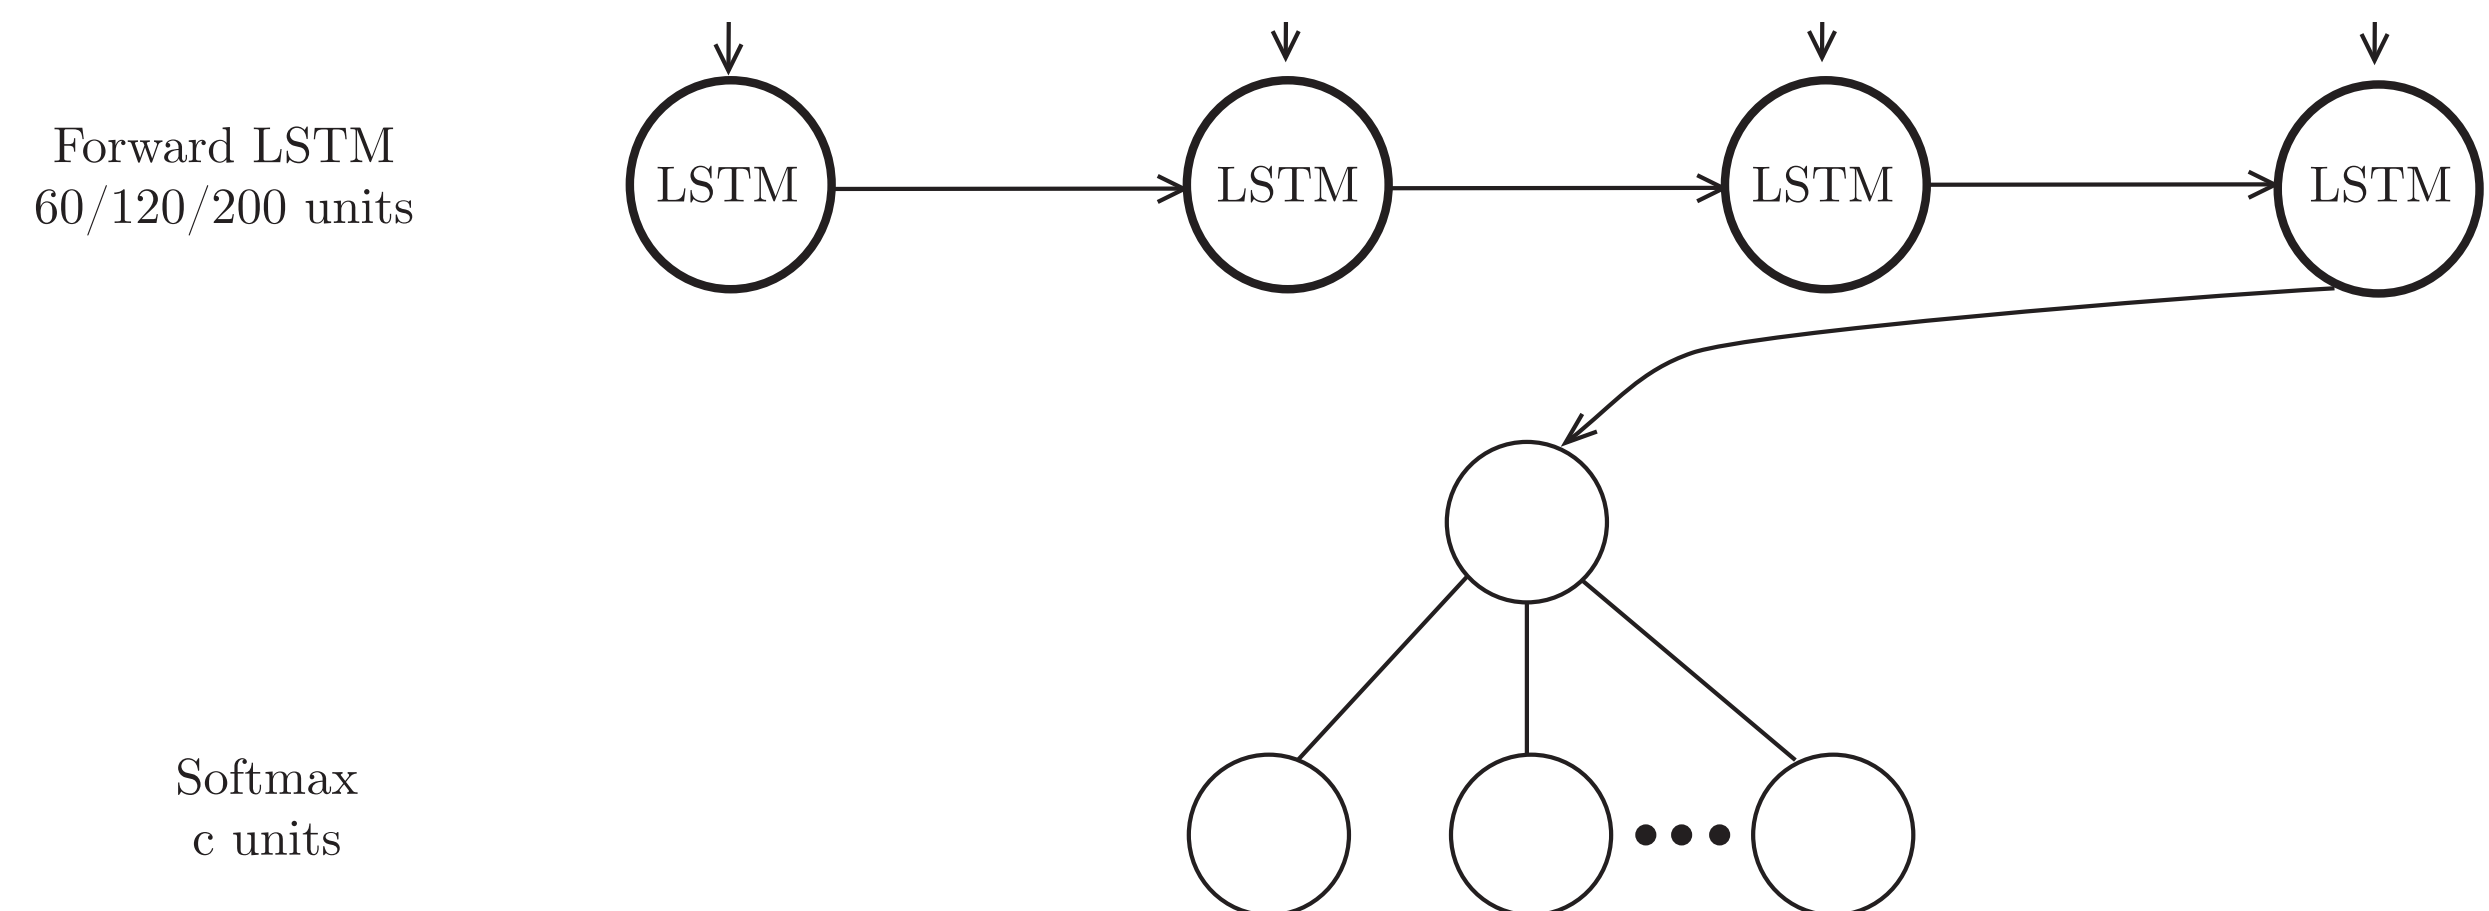 Forward LSTM
60/120/200 units
LSTM LSTM LSTM LSTM
Softmax
c units